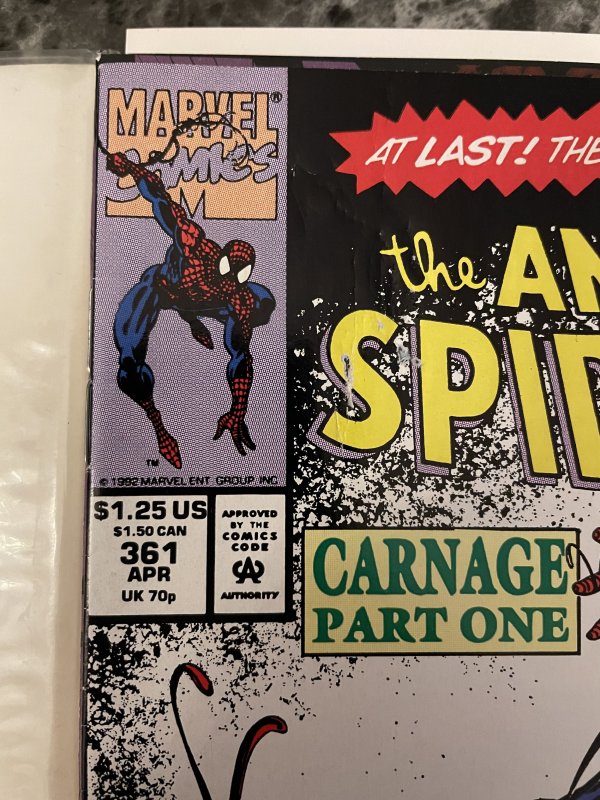 MARVEL®
COMICS
M
AT LAST! THE
the AM
SPID
TM
© 1992 MARVEL ENT. GROUP, INC
$1.25 US
$1.50 CAN
361
APR
UK 70p
APPROVED
BY THE
COMICS
CODE
CA
AUTHORITY
CARNAGE
PART ONE